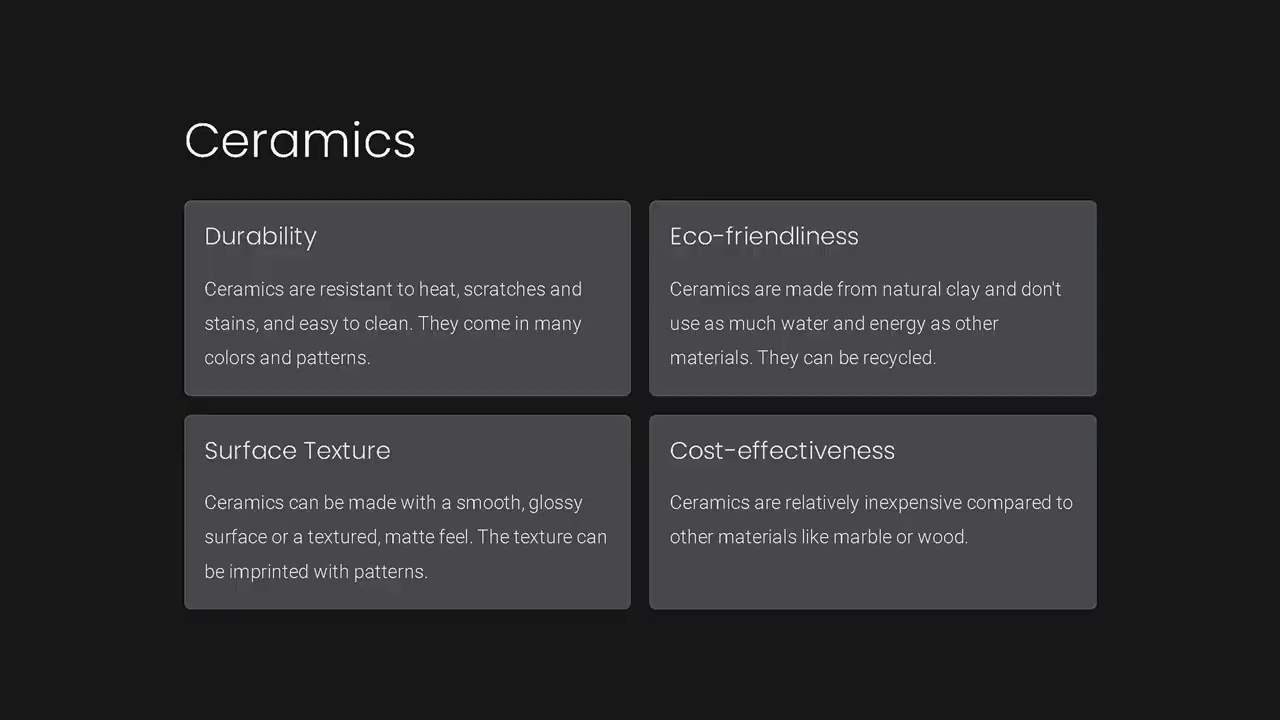 Ceramics
Durability
Ceramics are resistant to heat, scratches and
stains, and easy to clean. They come in many
colors and patterns.
Eco-friendliness
Ceramics are made from natural clay and don't
use as much water and energy as other
materials. They can be recycled.
Surface Texture
Ceramics can be made with a smooth, glossy
surface or a textured, matte feel. The texture can
be imprinted with patterns.
Cost-effectiveness
Ceramics are relatively inexpensive compared to
other materials like marble or wood.